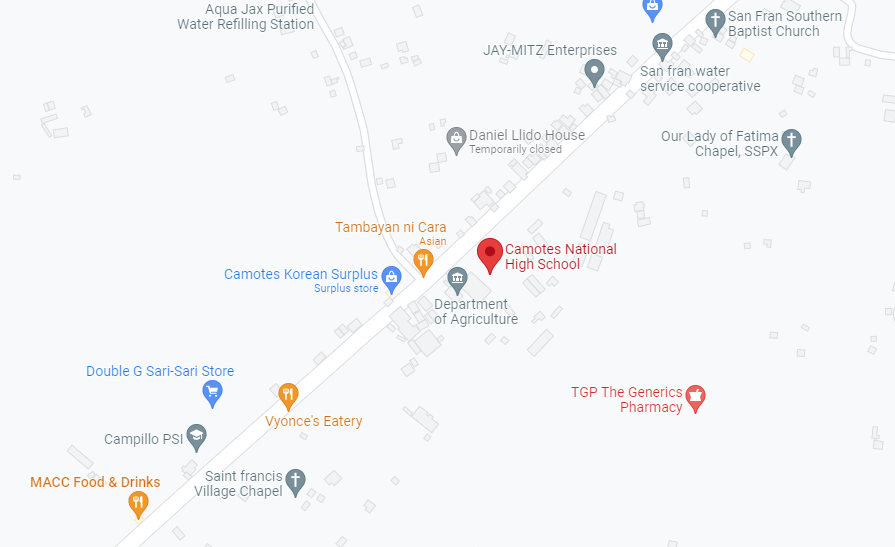 Aqua Jax Purified
Water Refilling Station
San Fran Southern
Baptist Church
JAY-MITZ Enterprises
San fran water
service cooperative
Daniel Llido House
Temporarily closed
Our Lady of Fatima
Chapel, SSPX
Tambayan ni Cara
Asian
Camotes National
High School
Camotes Korean Surplus
Surplus store
Department
of Agriculture
Double G Sari-Sari Store
TGP The Generics
Pharmacy
Vyonce's Eatery
Campillo PSI
Saint francis
Village Chapel
MACC Food & Drinks